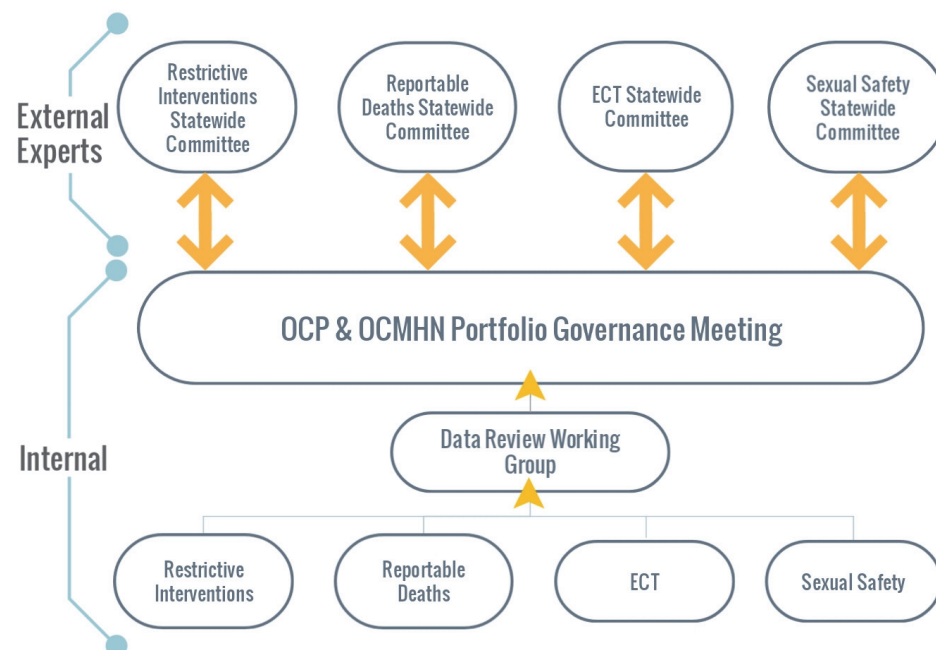 External
Experts
Restrictive
Interventions
Statewide
Committee
Reportable
Deaths Statewide
Committee
ECT Statewide
Committee
Sexual Safety
Statewide
Committee
OCP & OCMHN Portfolio Governance Meeting
Internal
Data Review Working
Group
Restrictive
Interventions
Reportable
Deaths
ECT
Sexual Safety